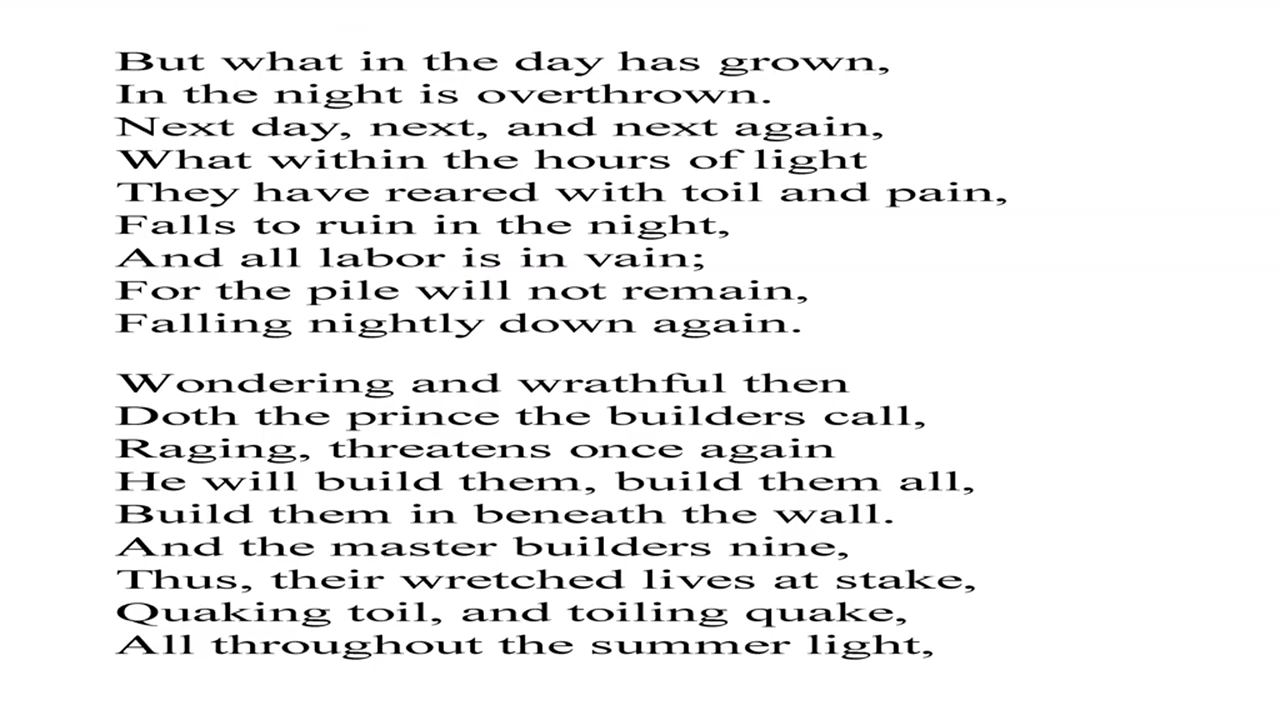 But what in the day has grown,
In the night is overthrown.
Next day, next, and next again,
What within the hours of light
They have reared with toil and pain,
Falls to ruin in the night,
And all labor is in vain;
For the pile will not remain,
Falling nightly down again.
Wondering and wrathful then
Doth the prince the builders call,
Raging, threatens once again
He will build them, build them all,
Build them in beneath the wall.
And the master builders nine,
Thus, their wretched lives at stake,
Quaking toil, and toiling quake,
All throughout the summer light,